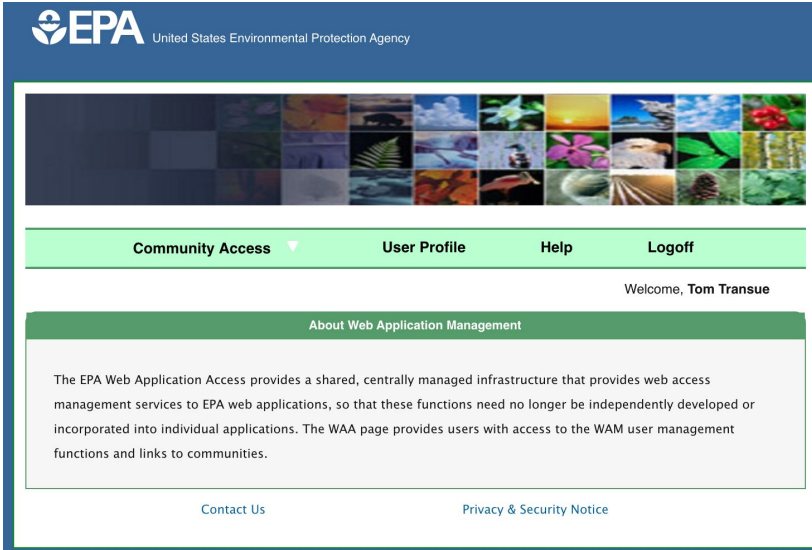 EPA United States Environmental Protection Agency
Community Access User Profile Help Logoff
Welcome, Tom Transue
About Web Application Management
The EPA Web Application Access provides a shared, centrally managed infrastructure that provides web access
management services to EPA web applications, so that these functions need no longer be independently developed or
incorporated into individual applications. The WAA page provides users with access to the WAM user management
functions and links to communities.
Contact Us Privacy & Security Notice